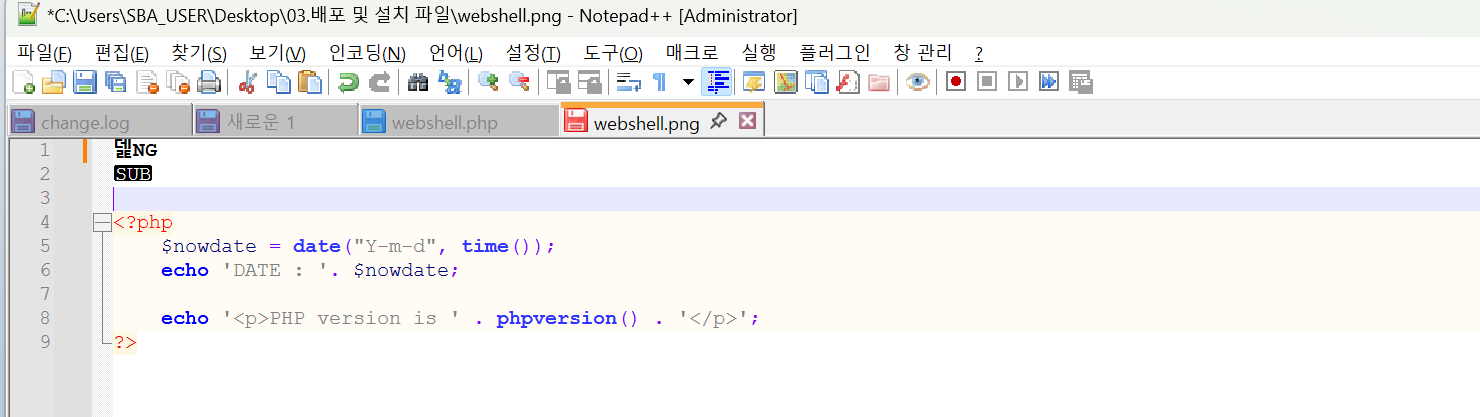 *C:\Users\SBA_USER\Desktop\03.배포 및 설치 파일\webshell.png - Notepad++ [Administrator]
파일(F) 편집(E) 찾기(S) 보기(V) 인코딩(N) 언어(L) 설정(T) 도구(O) 매크로 실행 플러그인 창 관리 ?
change.log 새로운 1 webshell.php webshell.png
1 NG
2 SUB
3
4 <?php
5 $nowdate = date("Y-m-d", time());
6 echo 'DATE : '. $nowdate;
7
8 echo '<p>PHP version is ' . phpversion() . '</p>';
9 ?>